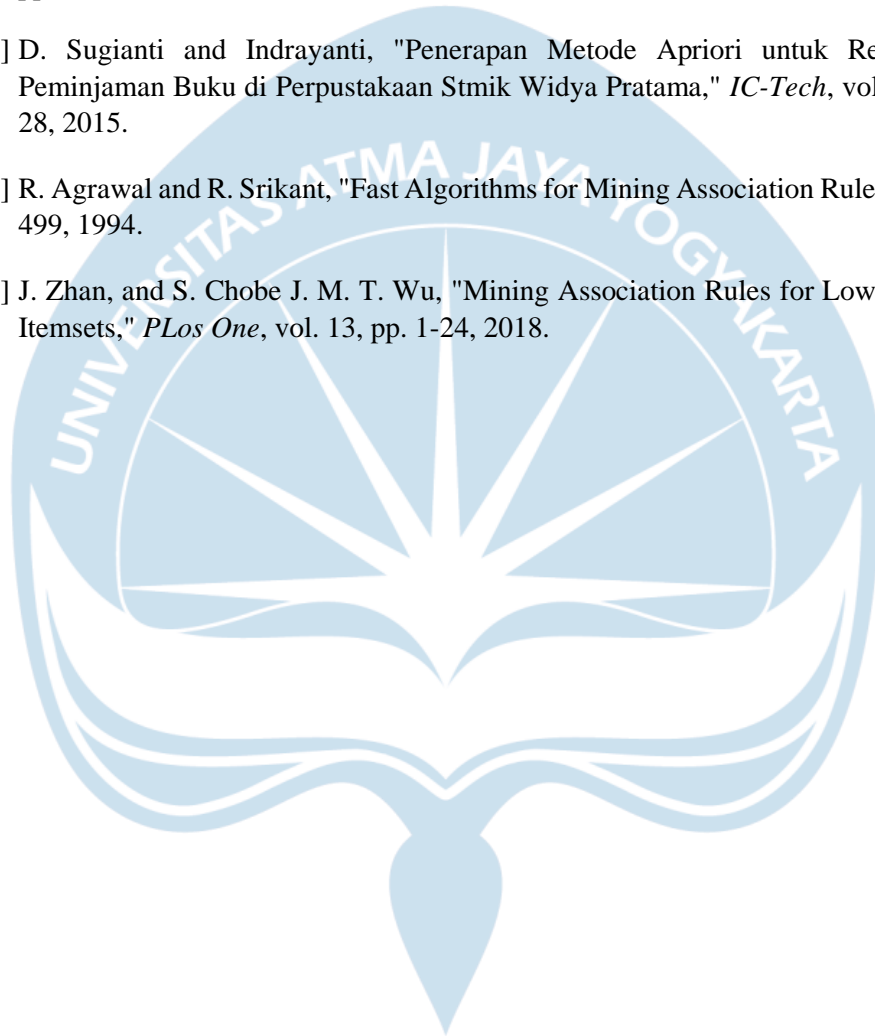 ] D. Sugianti and Indrayanti, "Penerapan Metode Apriori untuk Re
Peminjaman Buku di Perpustakaan Stmik Widya Pratama," IC-Tech, vol
28, 2015.
] R. Agrawal and R. Srikant, "Fast Algorithms for Mining Association Rule
499, 1994.
] J. Zhan, and S. Chobe J. M. T. Wu, "Mining Association Rules for Low
Itemsets," PLos One, vol. 13, pp. 1-24, 2018.
UNIVERSITAS ATMA JAYA YOGYAKARTA